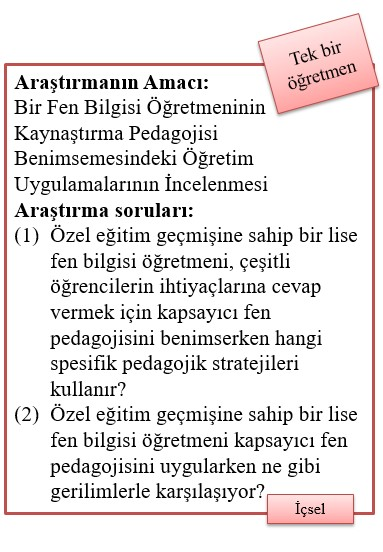 Tek bir
öğretmen
Araştırmanın Amacı:
Bir Fen Bilgisi Öğretmeninin
Kaynaştırma Pedagojisi
Benimsemesindeki Öğretim
Uygulamalarının İncelenmesi
Araştırma soruları:
(1) Özel eğitim geçmişine sahip bir lise
fen bilgisi öğretmeni, çeşitli
öğrencilerin ihtiyaçlarına cevap
vermek için kapsayıcı fen
pedagojisini benimserken hangi
spesifik pedagojik stratejileri
kullanır?
(2) Özel eğitim geçmişine sahip bir lise
fen bilgisi öğretmeni kapsayıcı fen
pedagojisini uygularken ne gibi
gerilimlerle karşılaşıyor?
İçsel